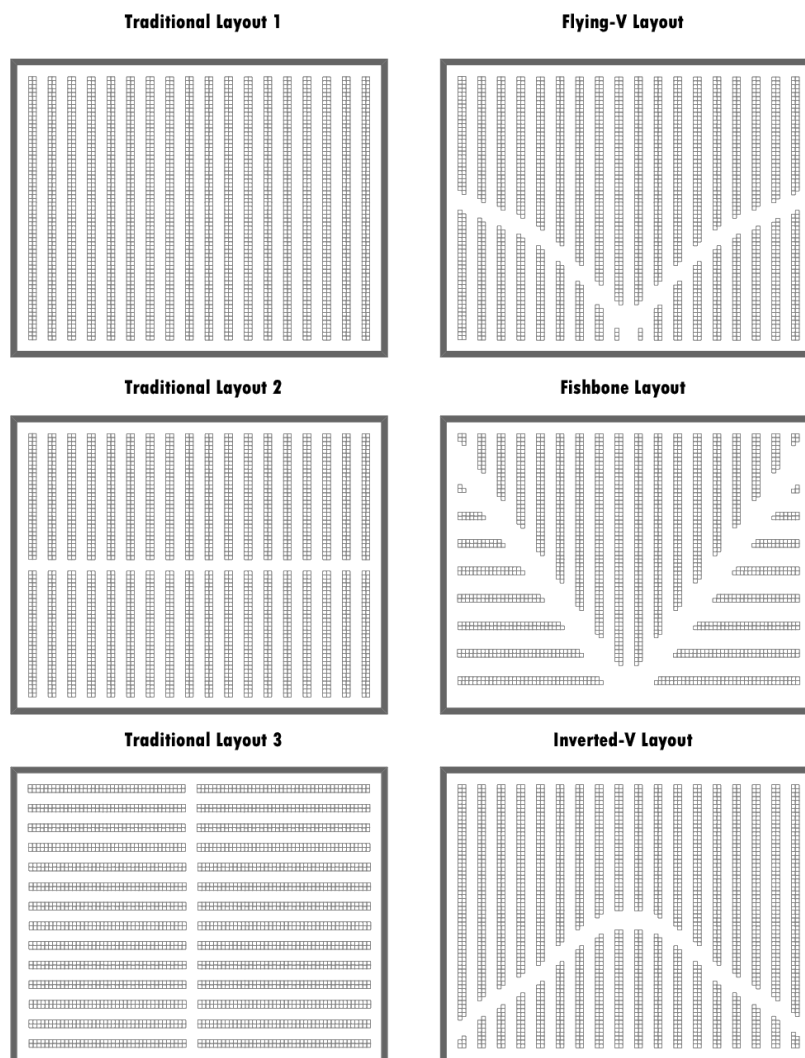 Traditional Layout 1
Flying-V Layout
Traditional Layout 2
Fishbone Layout
Traditional Layout 3
Inverted-V Layout